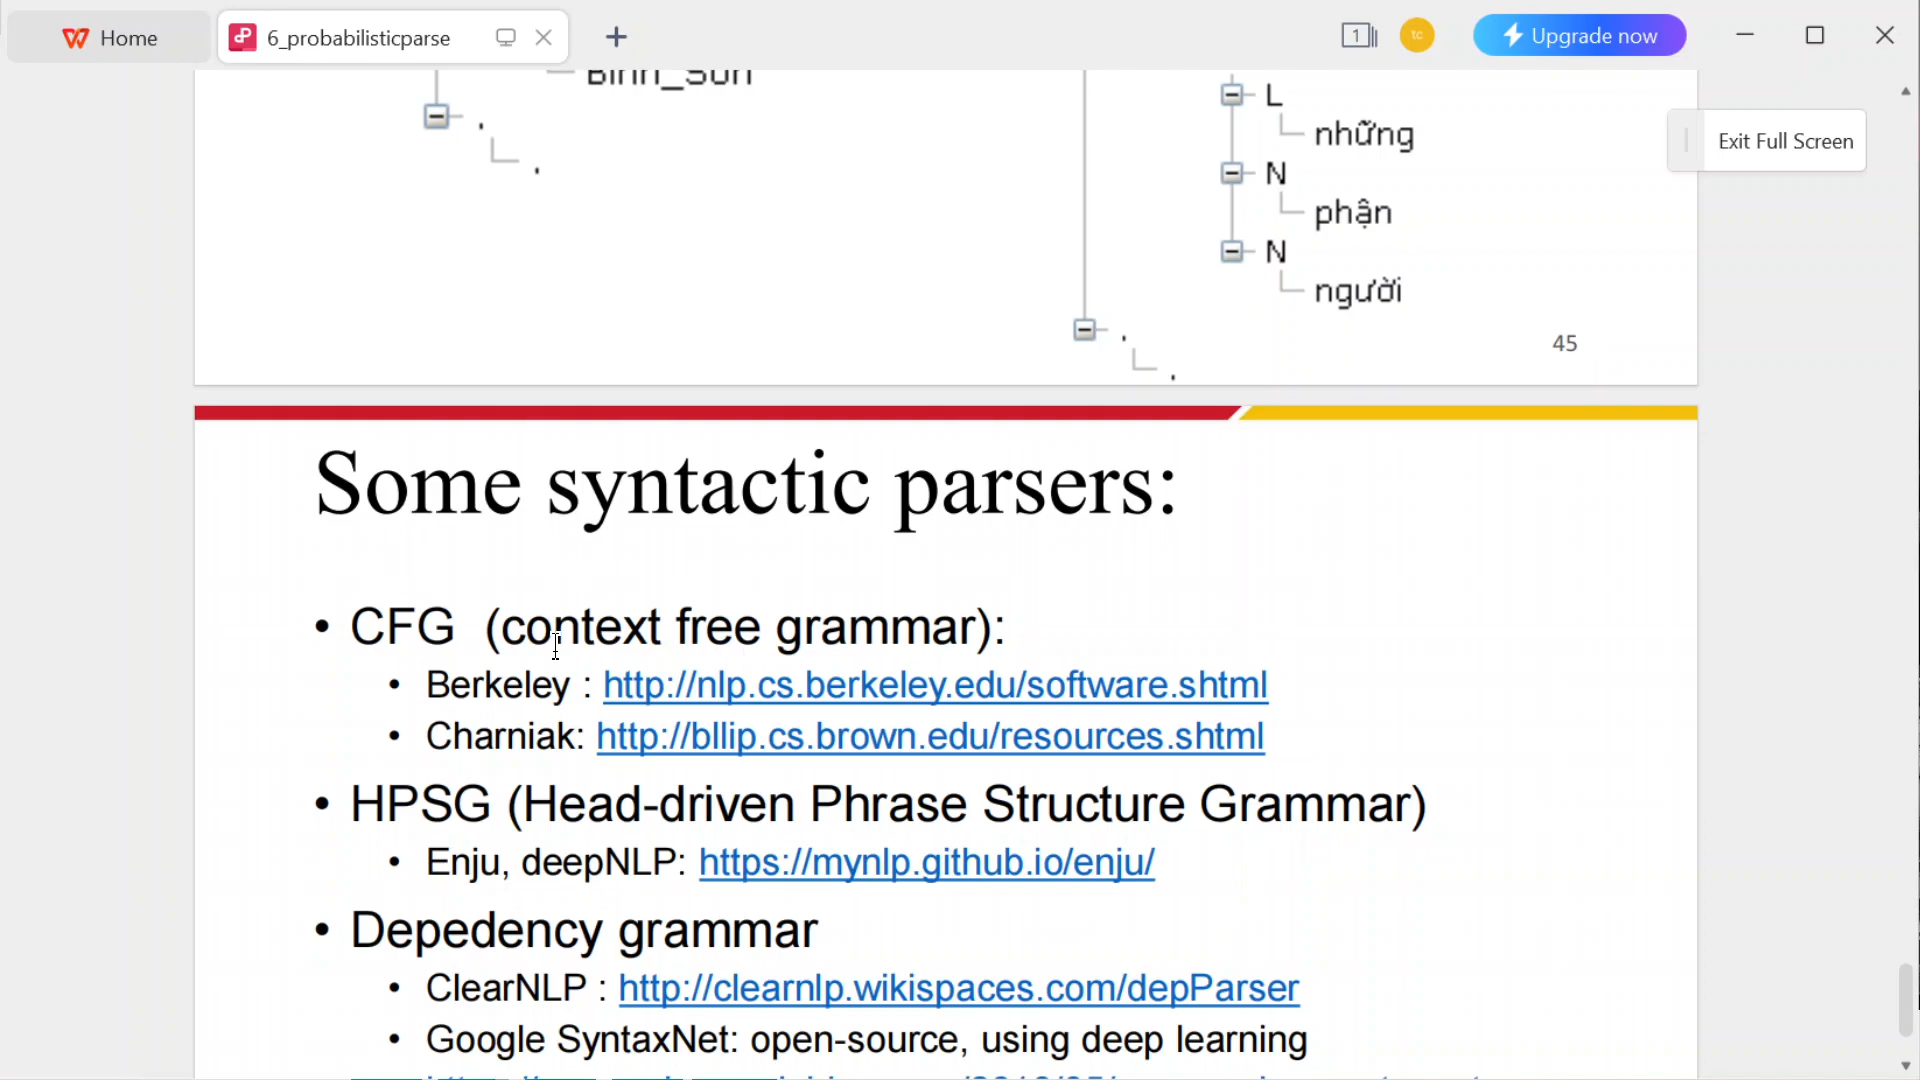 Home
6_probabilisticparse
1
tc
Upgrade now
Exit Full Screen
Binh_Sơn
.
.
L
những
N
phận
N
người
.
.
45
Some syntactic parsers:
• CFG (context free grammar):
• Berkeley : http://nlp.cs.berkeley.edu/software.shtml
• Charniak: http://bllip.cs.brown.edu/resources.shtml
• HPSG (Head-driven Phrase Structure Grammar)
• Enju, deepNLP: https://mynlp.github.io/enju/
• Depedency grammar
• ClearNLP : http://clearnlp.wikispaces.com/depParser
• Google SyntaxNet: open-source, using deep learning